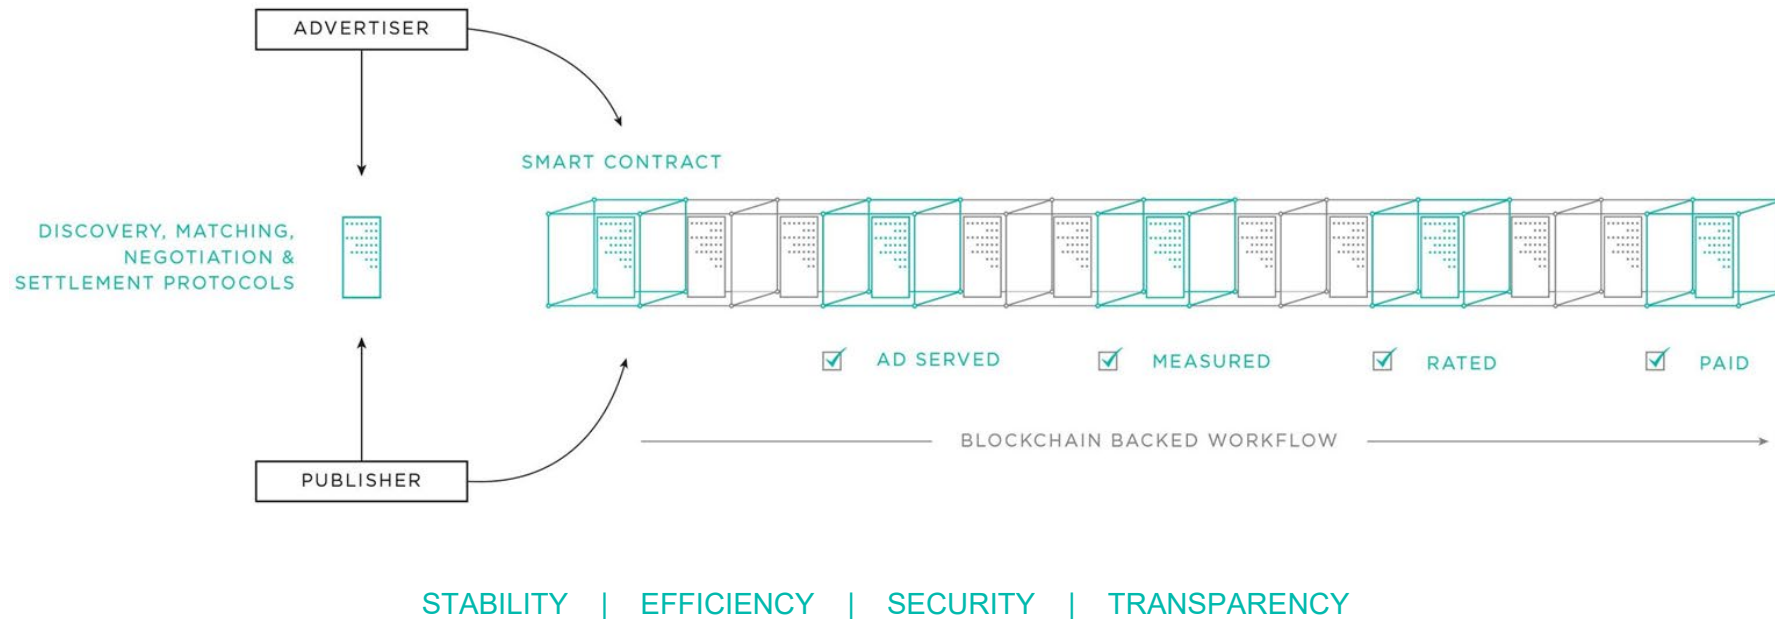 ADVERTISER
SMART CONTRACT
DISCOVERY, MATCHING,
NEGOTIATION &
SETTLEMENT PROTOCOLS
AD SERVED
MEASURED
RATED
PAID
BLOCKCHAIN BACKED WORKFLOW
PUBLISHER
STABILITY | EFFICIENCY | SECURITY | TRANSPARENCY